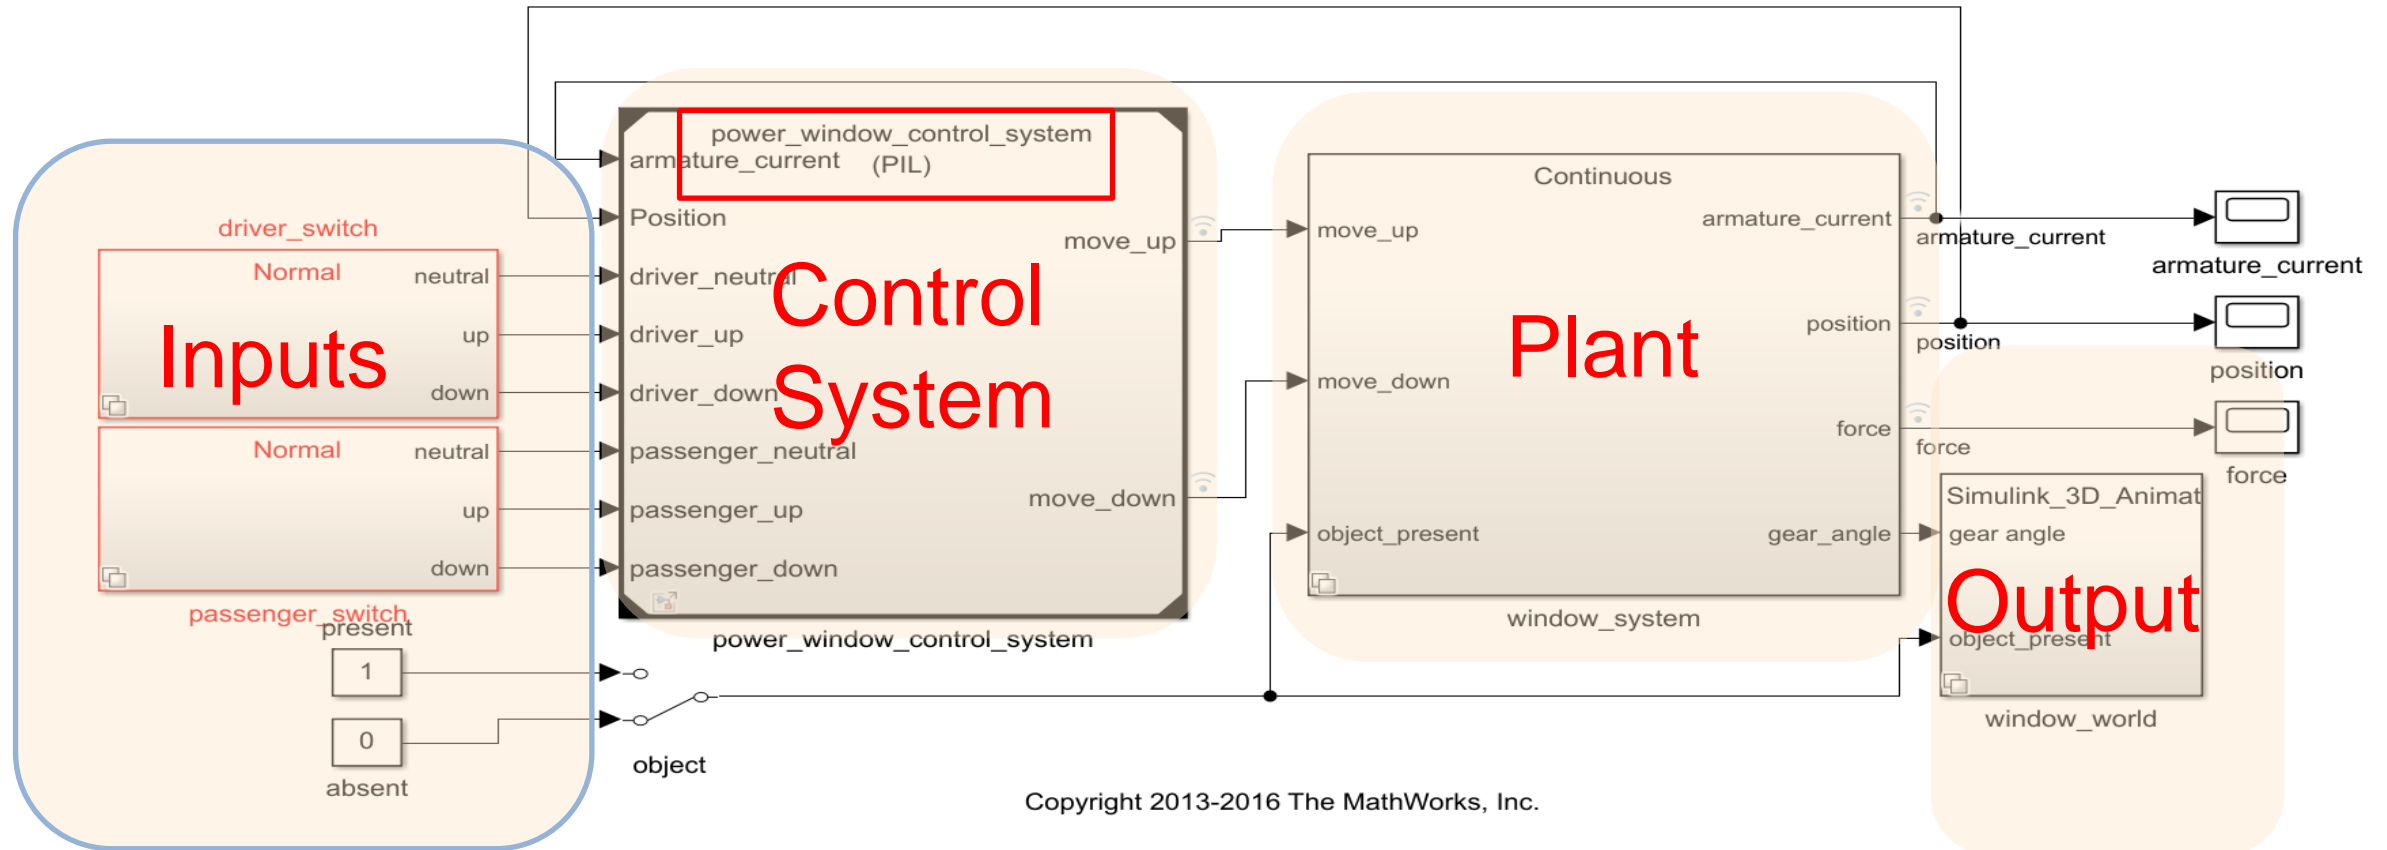 driver_switch
Normal
neutral
up
down
Inputs
Normal
neutral
up
down
passenger_switch
present
1
0
absent
power_window_control_system
(PIL)
armature_current
Position
driver_neutral
driver_up
driver_down
passenger_neutral
passenger_up
passenger_down
move_up
move_down
Control
System
power_window_control_system
object
Continuous
move_up
move_down
object_present
armature_current
position
force
gear_angle
Plant
window_system
armature_current
position
force
armature_current
position
force
Simulink_3D_Animat
gear angle
object_present
Output
window_world
Copyright 2013-2016 The MathWorks, Inc.